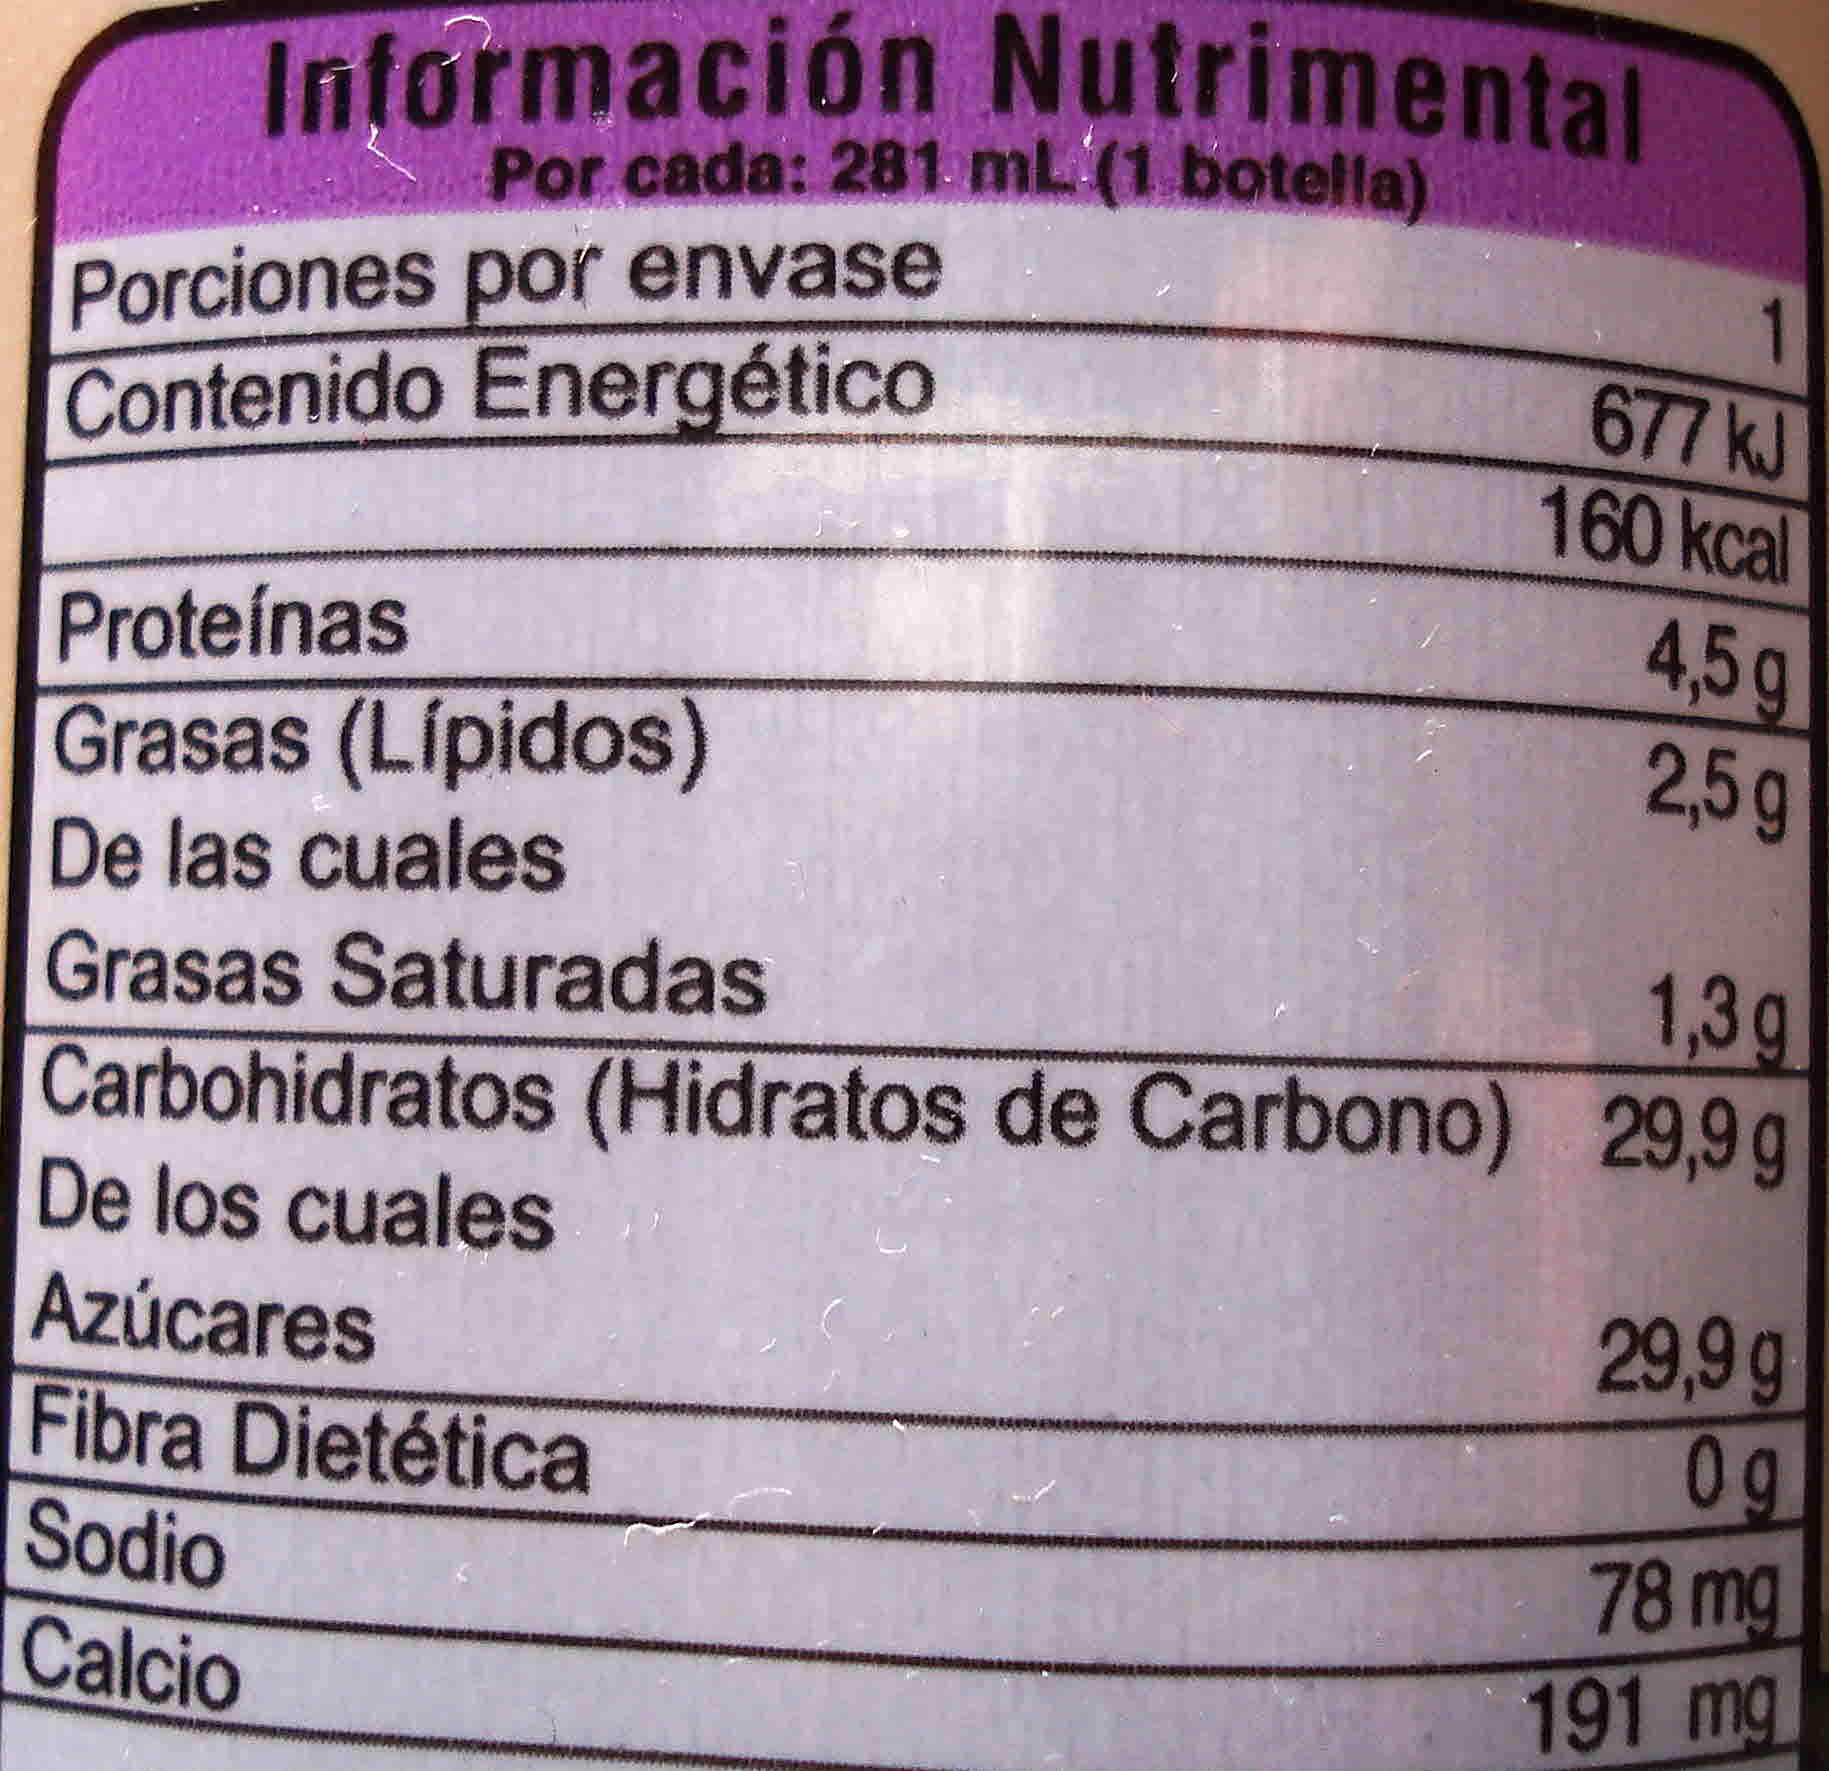 Información Nutrimental
Por cada: 281 mL (1 botella)
Porciones por envase 1
Contenido Energético 677 kJ
160 kcal
Proteínas 4,5 g
Grasas (Lípidos) 2,5 g
De las cuales
Grasas Saturadas 1,3 g
Carbohidratos (Hidratos de Carbono) 29,9 g
De los cuales
Azúcares 29,9 g
Fibra Dietética 0 g
Sodio 78 mg
Calcio 191 mg